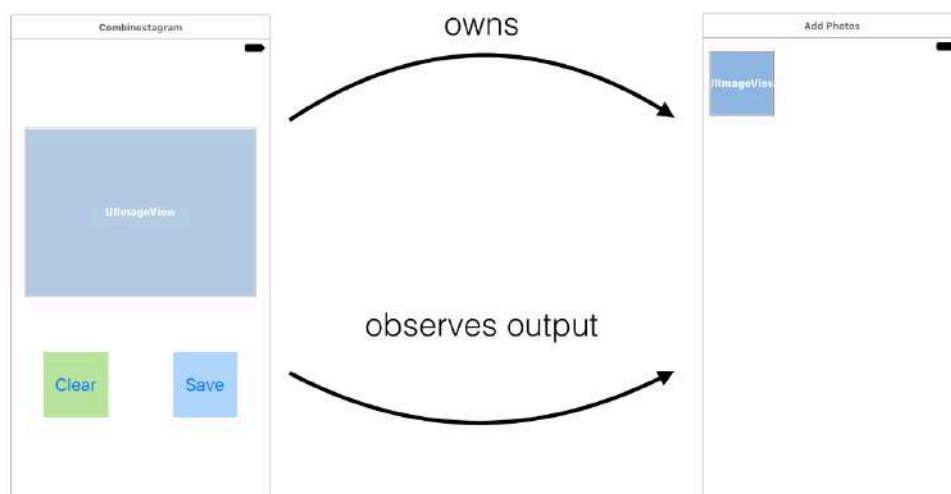 Combinestagram
owns
Add Photos
UIImageView
UIImageView
observes output
Clear
Save